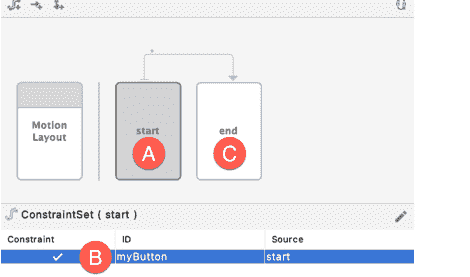 Motion
Layout
start
A
end
C
ConstraintSet ( start )
Constraint ID Source
B myButton start